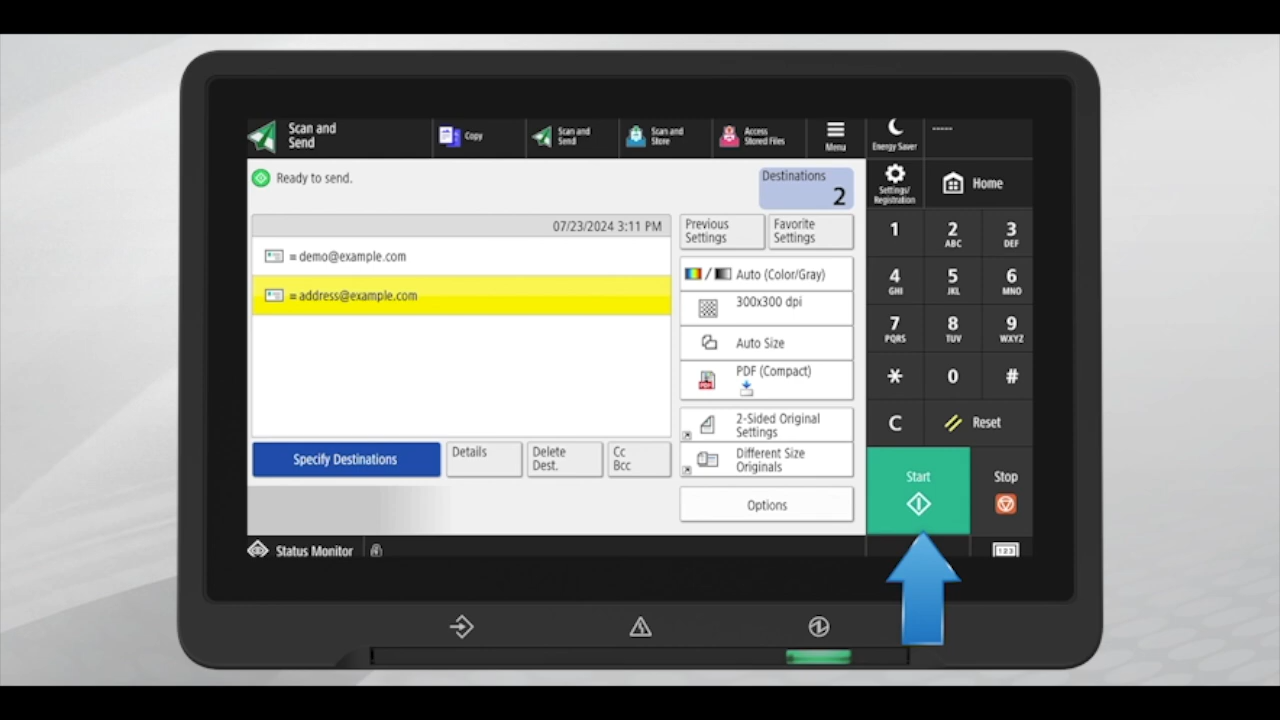 Scan and
Send
Copy
Scan and
Send
Scan and
Store
Access
Stored Files
Menu
Energy Saver
-----
Ready to send.
Destinations
2
Settings/
Registration
Home
07/23/2024 3:11 PM
Previous
Settings
Favorite
Settings
= demo@example.com
= address@example.com
Auto (Color/Gray)
300x300 dpi
Auto Size
PDF
PDF (Compact)
2-Sided Original
Settings
Different Size
Originals
Options
Specify Destinations
Details
Delete
Dest.
Cc
Bcc
1
2
ABC
3
DEF
4
GHI
5
JKL
6
MNO
7
PQRS
8
TUV
9
WXYZ
*
0
#
C
Reset
Start
Stop
Status Monitor
123